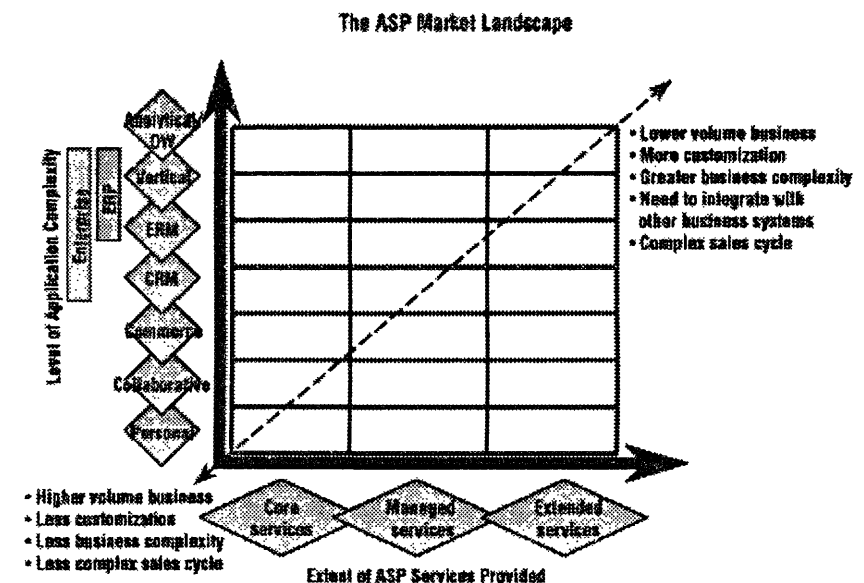 The ASP Market Landscape
Analytical/
DW
Vertical
ERM
CRM
Commerce
Collaborative
Personal
Level of Application Complexity
Enterprise
ERP
• Lower volume business
• More customization
• Greater business complexity
• Need to integrate with
other business systems
• Complex sales cycle
• Higher volume business
• Less customization
• Less business complexity
• Less complex sales cycle
Core
services
Managed
services
Extended
services
Extent of ASP Services Provided